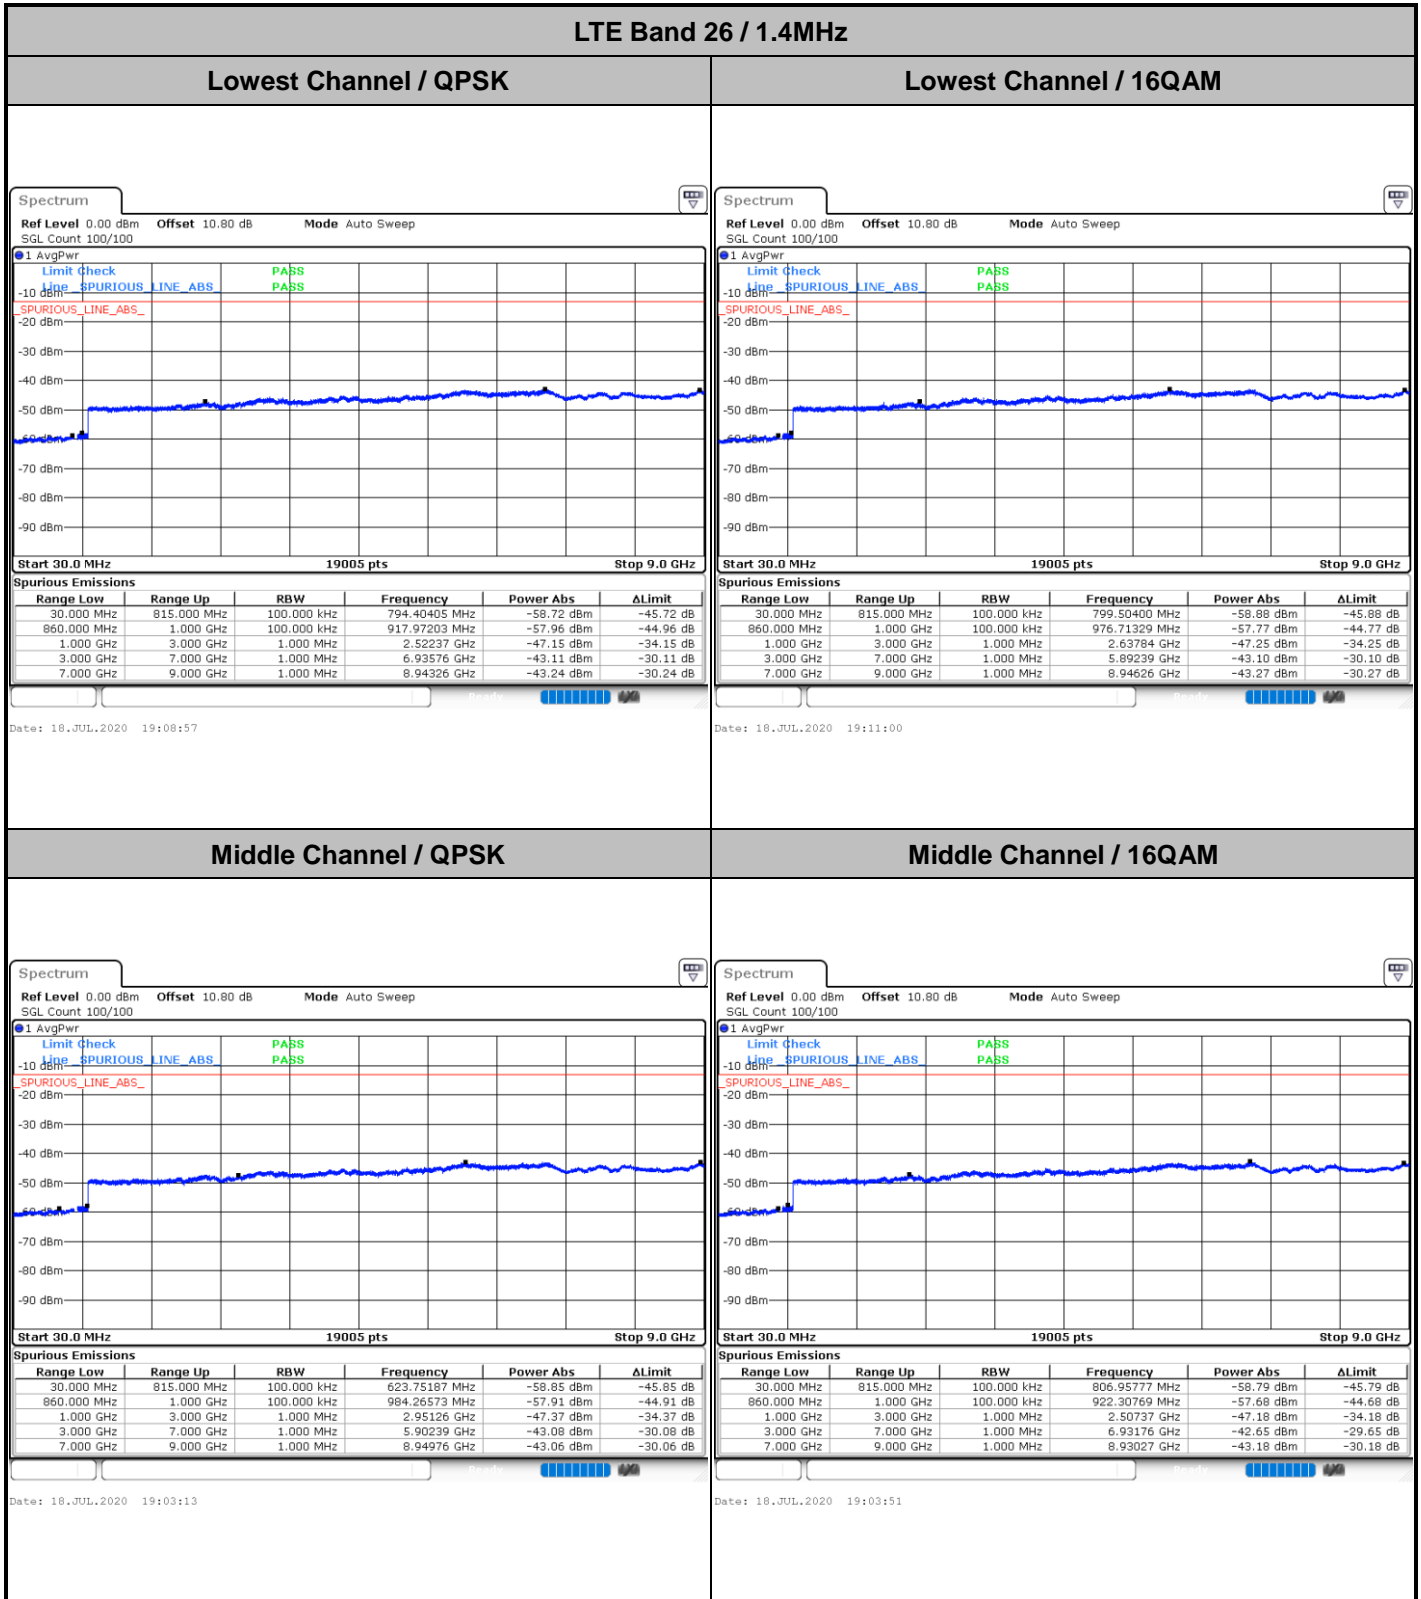 LTE Band 26 / 1.4MHz
Lowest Channel / QPSK
Lowest Channel / 16QAM
Spectrum
Ref Level 0.00 dBm Offset 10.80 dB Mode Auto Sweep
SGL Count 100/100
1 AvgPwr
Limit Check PASS
Line _SPURIOUS_LINE_ABS_ PASS
-10 dBm
_SPURIOUS_LINE_ABS_
-20 dBm
-30 dBm
-40 dBm
-50 dBm
-60 dBm
-70 dBm
-80 dBm
-90 dBm
Start 30.0 MHz 19005 pts Stop 9.0 GHz
Spurious Emissions
Range Low Range Up RBW Frequency Power Abs ΔLimit
30.000 MHz 815.000 MHz 100.000 kHz 794.40405 MHz -58.72 dBm -45.72 dB
860.000 MHz 1.000 GHz 100.000 kHz 917.97203 MHz -57.96 dBm -44.96 dB
1.000 GHz 3.000 GHz 1.000 MHz 2.52237 GHz -47.15 dBm -34.15 dB
3.000 GHz 7.000 GHz 1.000 MHz 6.93576 GHz -43.11 dBm -30.11 dB
7.000 GHz 9.000 GHz 1.000 MHz 8.94326 GHz -43.24 dBm -30.24 dB
Ready
Date: 18.JUL.2020 19:08:57
Spectrum
Ref Level 0.00 dBm Offset 10.80 dB Mode Auto Sweep
SGL Count 100/100
1 AvgPwr
Limit Check PASS
Line _SPURIOUS_LINE_ABS_ PASS
-10 dBm
_SPURIOUS_LINE_ABS_
-20 dBm
-30 dBm
-40 dBm
-50 dBm
-60 dBm
-70 dBm
-80 dBm
-90 dBm
Start 30.0 MHz 19005 pts Stop 9.0 GHz
Spurious Emissions
Range Low Range Up RBW Frequency Power Abs ΔLimit
30.000 MHz 815.000 MHz 100.000 kHz 799.50400 MHz -58.88 dBm -45.88 dB
860.000 MHz 1.000 GHz 100.000 kHz 976.71329 MHz -57.77 dBm -44.77 dB
1.000 GHz 3.000 GHz 1.000 MHz 2.63784 GHz -47.25 dBm -34.25 dB
3.000 GHz 7.000 GHz 1.000 MHz 5.89239 GHz -43.10 dBm -30.10 dB
7.000 GHz 9.000 GHz 1.000 MHz 8.94626 GHz -43.27 dBm -30.27 dB
Ready
Date: 18.JUL.2020 19:11:00
Middle Channel / QPSK
Middle Channel / 16QAM
Spectrum
Ref Level 0.00 dBm Offset 10.80 dB Mode Auto Sweep
SGL Count 100/100
1 AvgPwr
Limit Check PASS
Line _SPURIOUS_LINE_ABS_ PASS
-10 dBm
_SPURIOUS_LINE_ABS_
-20 dBm
-30 dBm
-40 dBm
-50 dBm
-60 dBm
-70 dBm
-80 dBm
-90 dBm
Start 30.0 MHz 19005 pts Stop 9.0 GHz
Spurious Emissions
Range Low Range Up RBW Frequency Power Abs ΔLimit
30.000 MHz 815.000 MHz 100.000 kHz 623.75187 MHz -58.85 dBm -45.85 dB
860.000 MHz 1.000 GHz 100.000 kHz 984.26573 MHz -57.91 dBm -44.91 dB
1.000 GHz 3.000 GHz 1.000 MHz 2.95126 GHz -47.37 dBm -34.37 dB
3.000 GHz 7.000 GHz 1.000 MHz 5.90239 GHz -43.08 dBm -30.08 dB
7.000 GHz 9.000 GHz 1.000 MHz 8.94976 GHz -43.06 dBm -30.06 dB
Ready
Date: 18.JUL.2020 19:03:13
Spectrum
Ref Level 0.00 dBm Offset 10.80 dB Mode Auto Sweep
SGL Count 100/100
1 AvgPwr
Limit Check PASS
Line _SPURIOUS_LINE_ABS_ PASS
-10 dBm
_SPURIOUS_LINE_ABS_
-20 dBm
-30 dBm
-40 dBm
-50 dBm
-60 dBm
-70 dBm
-80 dBm
-90 dBm
Start 30.0 MHz 19005 pts Stop 9.0 GHz
Spurious Emissions
Range Low Range Up RBW Frequency Power Abs ΔLimit
30.000 MHz 815.000 MHz 100.000 kHz 806.95777 MHz -58.79 dBm -45.79 dB
860.000 MHz 1.000 GHz 100.000 kHz 922.30769 MHz -57.68 dBm -44.68 dB
1.000 GHz 3.000 GHz 1.000 MHz 2.50737 GHz -47.18 dBm -34.18 dB
3.000 GHz 7.000 GHz 1.000 MHz 6.93176 GHz -42.65 dBm -29.65 dB
7.000 GHz 9.000 GHz 1.000 MHz 8.93027 GHz -43.18 dBm -30.18 dB
Ready
Date: 18.JUL.2020 19:03:51